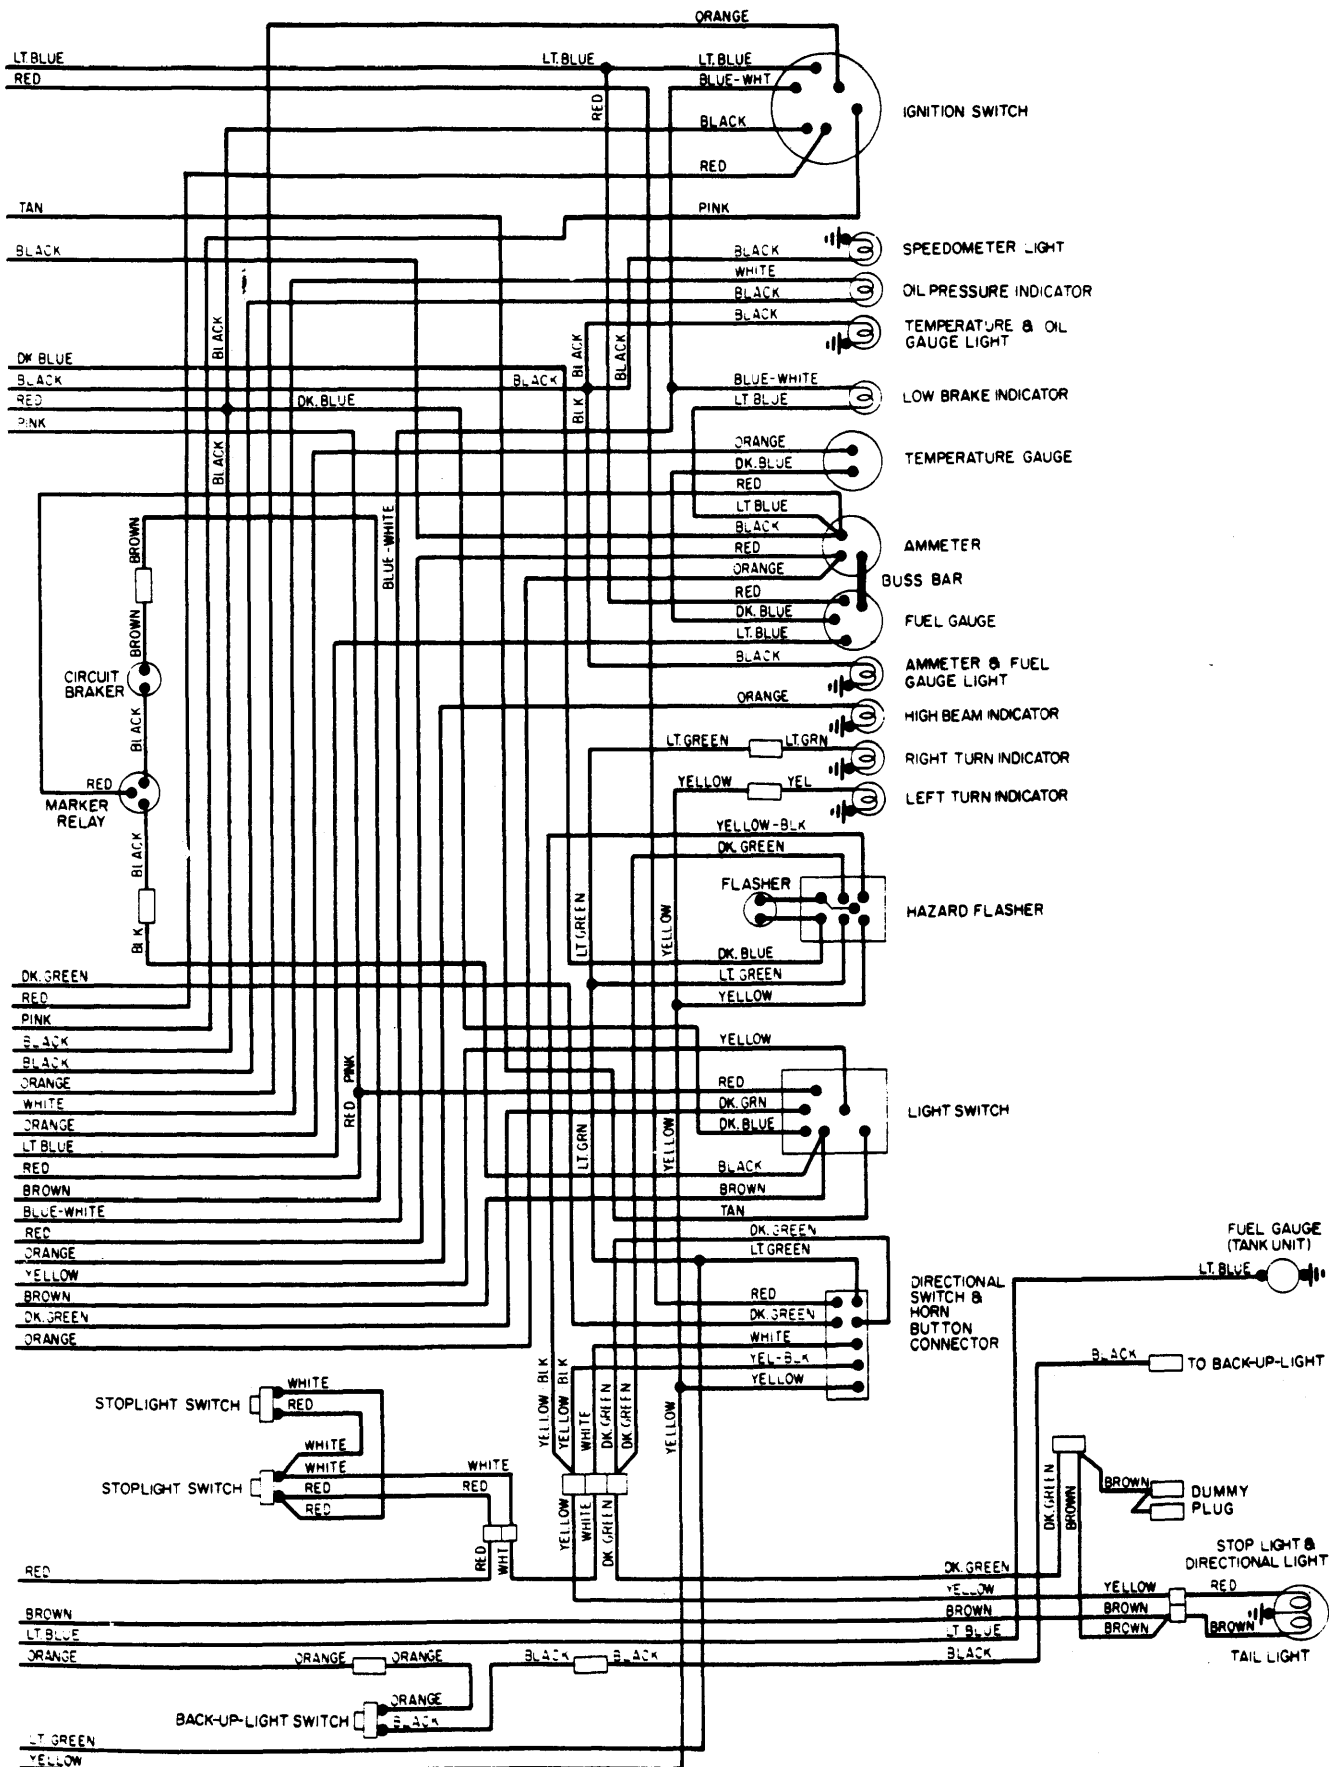 ORANGE
LT.BLUE
LT.BLUE
LT.BLUE
RED
BLUE-WHT
RED
IGNITION SWITCH
BLACK
RED
TAN
PINK
BLACK
BLACK
SPEEDOMETER LIGHT
WHITE
BLACK
OIL PRESSURE INDICATOR
BLACK
TEMPERATURE & OIL
GAUGE LIGHT
BLACK
BLACK
BLACK
DK.BLUE
BLACK
BLACK
BLUE-WHITE
RED
DK.BLUE
BLK
LT BLUE
LOW BRAKE INDICATOR
PINK
BLACK
ORANGE
DK.BLUE
TEMPERATURE GAUGE
RED
LT BLUE
BLACK
BROWN
BLUE-WHITE
RED
AMMETER
ORANGE
BUSS BAR
RED
DK. BLUE
FUEL GAUGE
LT. BLUE
BROWN
BLACK
AMMETER & FUEL
GAUGE LIGHT
CIRCUIT
BRAKER
ORANGE
HIGH BEAM INDICATOR
BLACK
LT.GREEN
LT.GRN
RIGHT TURN INDICATOR
RED
YELLOW
YEL
LEFT TURN INDICATOR
MARKER
RELAY
YELLOW-BLK
DK.GREEN
BLACK
FLASHER
HAZARD FLASHER
LT.GREEN
YELLOW
BLK
DK.BLUE
LT.GREEN
YELLOW
DK.GREEN
RED
PINK
BLACK
YELLOW
BLACK
PINK
ORANGE
RED
WHITE
DK.GRN
LIGHT SWITCH
RED
ORANGE
DK.BLUE
LT.BLUE
LT.GRN
YELLOW
RED
BLACK
BROWN
BROWN
BLUE-WHITE
TAN
RED
DK.GREEN
ORANGE
LT.GREEN
FUEL GAUGE
(TANK UNIT)
YELLOW
LT. BLUE
BROWN
RED
DIRECTIONAL
SWITCH &
HORN
BUTTON
CONNECTOR
DK.GREEN
DK.GREEN
ORANGE
WHITE
YEL-BLK
YELLOW
BLACK
TO BACK-UP-LIGHT
WHITE
STOPLIGHT SWITCH
RED
YELLOW BLK
YELLOW BLK
WHITE
DK.GREEN
DK.GREEN
YELLOW
WHITE
WHITE
WHITE
STOPLIGHT SWITCH
RED
RED
RED
DK.GREEN
BROWN
BROWN
DUMMY
PLUG
YELLOW
WHITE
DK GREEN
RED
WHT
STOP LIGHT &
DIRECTIONAL LIGHT
RED
DK.GREEN
YELLOW
YELLOW
RED
BROWN
BROWN
BROWN
LT BLUE
LT BLUE
BROWN
BROWN
ORANGE
ORANGE
ORANGE
BLACK
BLACK
BLACK
TAIL LIGHT
ORANGE
BACK-UP-LIGHT SWITCH
BLACK
LT GREEN
YELLOW